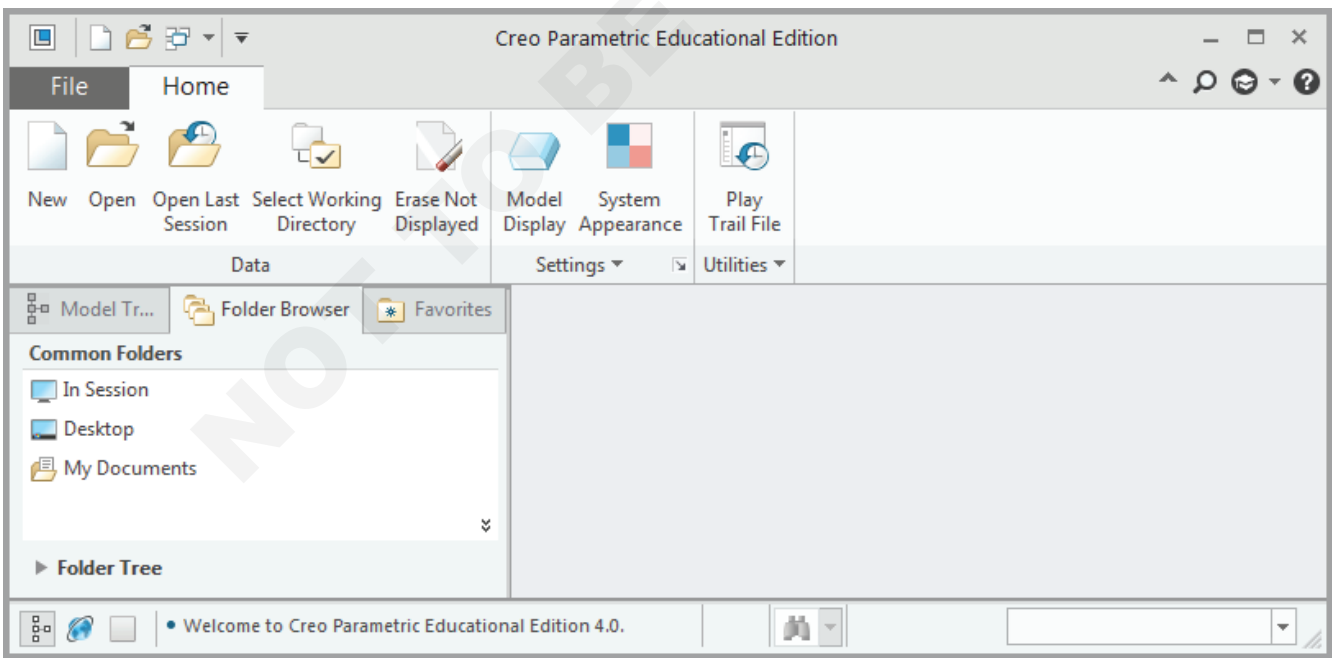 Creo Parametric Educational Edition
File Home
New Open Open Last Session Select Working Directory Erase Not Displayed Model Display System Appearance Play Trail File
Data Settings Utilities
Model Tr... Folder Browser Favorites
Common Folders
In Session
Desktop
My Documents
Folder Tree
• Welcome to Creo Parametric Educational Edition 4.0.
NOT TO BE